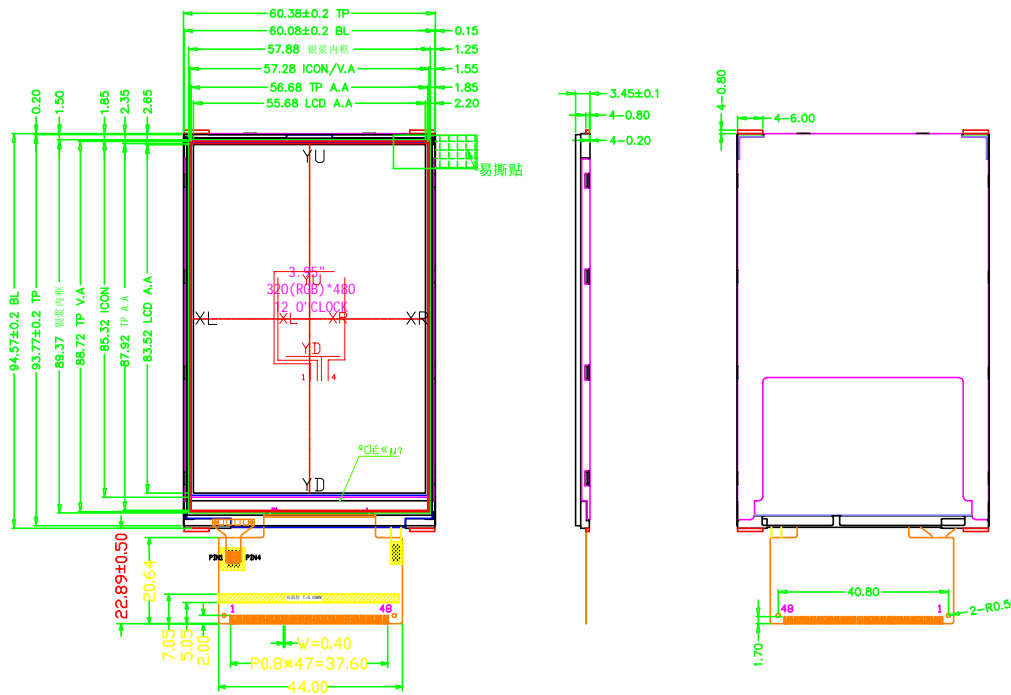 60.38±0.2 TP
60.08±0.2 BL
0.15
57.88 银浆内框
1.25
57.28 ICON/V.A
1.55
56.68 TP A.A
1.85
55.68 LCD A.A
2.20
0.20
1.50
1.85
2.35
2.65
3.45±0.1
4-0.80
4-0.20
4-0.80
4-6.00
易撕贴
YU
3.95"
YU
320(RGB)*480
12 O'CLOCK
XL
XL
XR
XR
YD
1
4
YD
94.57±0.2 BL
93.77±0.2 TP
89.37 银浆内框
88.72 TP V.A
85.32 ICON
87.92 TP A.A
83.52 LCD A.A
ºÚÉ«µ?
PIN1
PIN4
22.89±0.50
20.64
7.05
5.05
2.00
1
48
W=0.40
P0.8*47=37.60
44.00
40.80
48
1
2-R0.5
1.70